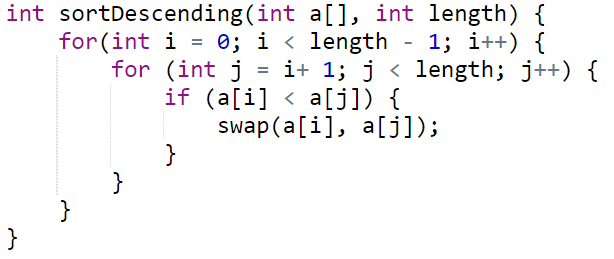 int sortDescending(int a[], int length) {
    for(int i = 0; i < length - 1; i++) {
        for (int j = i+ 1; j < length; j++) {
            if (a[i] < a[j]) {
                swap(a[i], a[j]);
            }
        }
    }
}